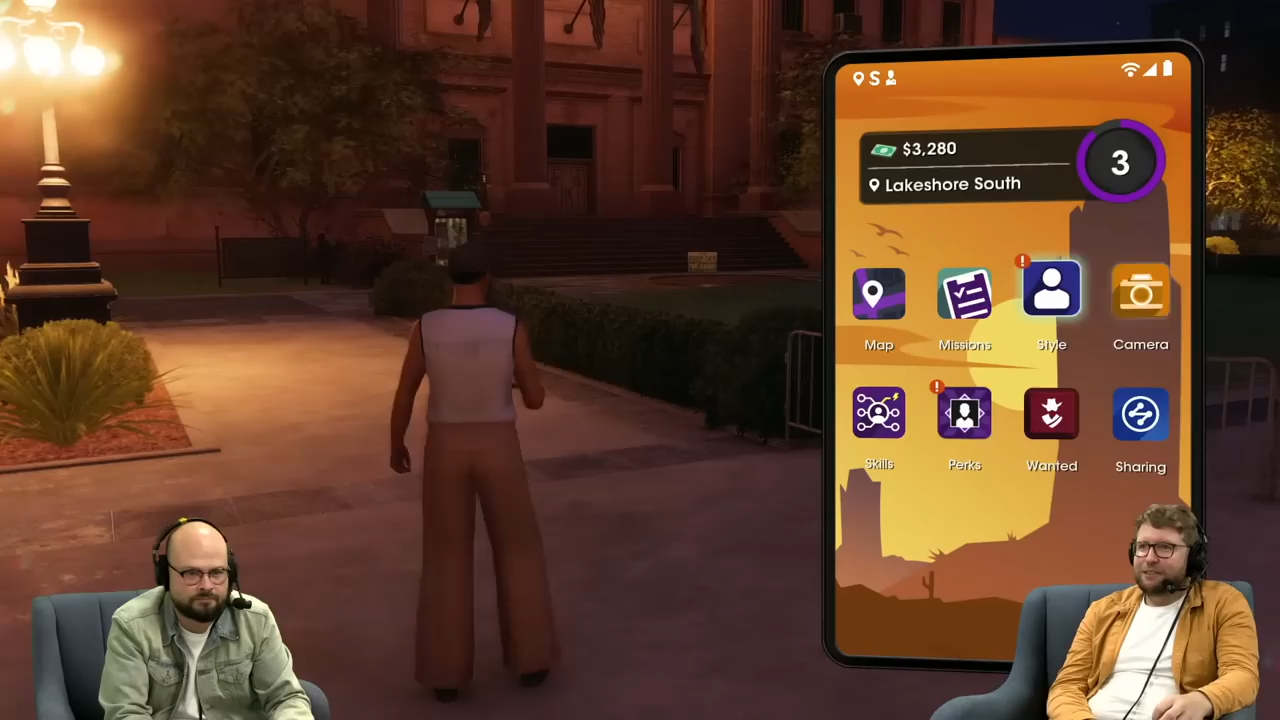 S
$3,280
3
Lakeshore South
Map
Missions
Style
Camera
Skills
Perks
Wanted
Sharing